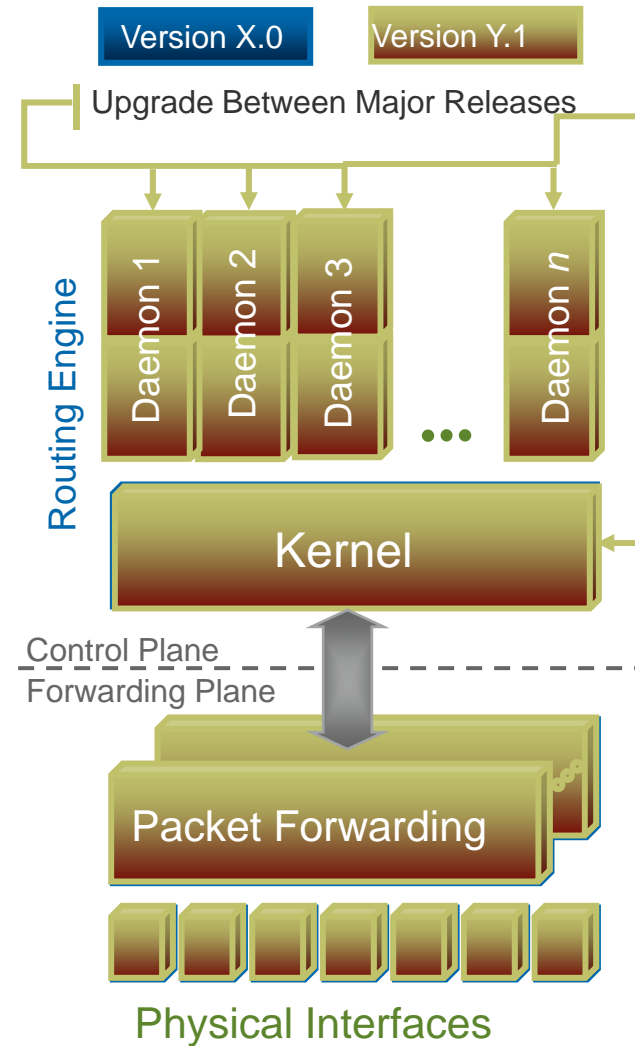 Version X.0
Version Y.1
Upgrade Between Major Releases
Routing Engine
Daemon 1
Daemon 2
Daemon 3
Daemon n
Kernel
Control Plane
Forwarding Plane
Packet Forwarding
Physical Interfaces